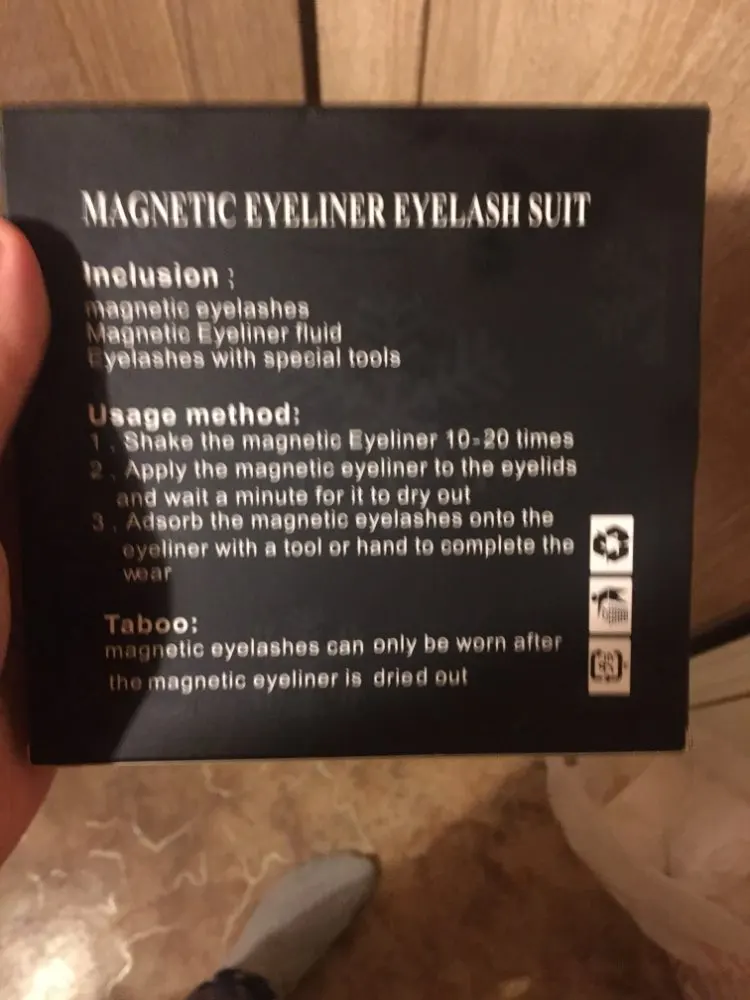 MAGNETIC EYELINER EYELASH SUIT
Inclusion :
magnetic eyelashes
Magnetic Eyeliner fluid
Eyelashes with special tools
Usage method:
1 . Shake the magnetic Eyeliner 10-20 times
2 . Apply the magnetic eyeliner to the eyelids
and wait a minute for it to dry out
3 . Adsorb the magnetic eyelashes onto the
eyeliner with a tool or hand to complete the
wear
Taboo:
magnetic eyelashes can only be worn after
the magnetic eyeliner is dried out